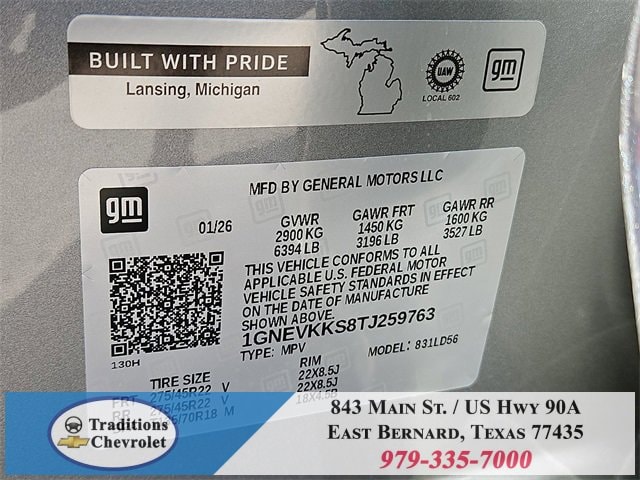 BUILT WITH PRIDE
Lansing, Michigan
UAW
LOCAL 602
gm
gm
MFD BY GENERAL MOTORS LLC
01/26
GVWR GAWR FRT GAWR RR
2900 KG 1450 KG 1600 KG
6394 LB 3196 LB 3527 LB
THIS VEHICLE CONFORMS TO ALL
APPLICABLE U.S. FEDERAL MOTOR
VEHICLE SAFETY STANDARDS IN EFFECT
ON THE DATE OF MANUFACTURE
SHOWN ABOVE.
1GNEVKKS8TJ259763
TYPE: MPV MODEL: 831LD56
130H
TIRE SIZE RIM
FRT 275/45R22 V 22X8.5J
RR 275/45R22 V 22X8.5J
/70R18 M 18X4.5B
Traditions
Chevrolet
843 Main St. / US Hwy 90A
East Bernard, Texas 77435
979-335-7000